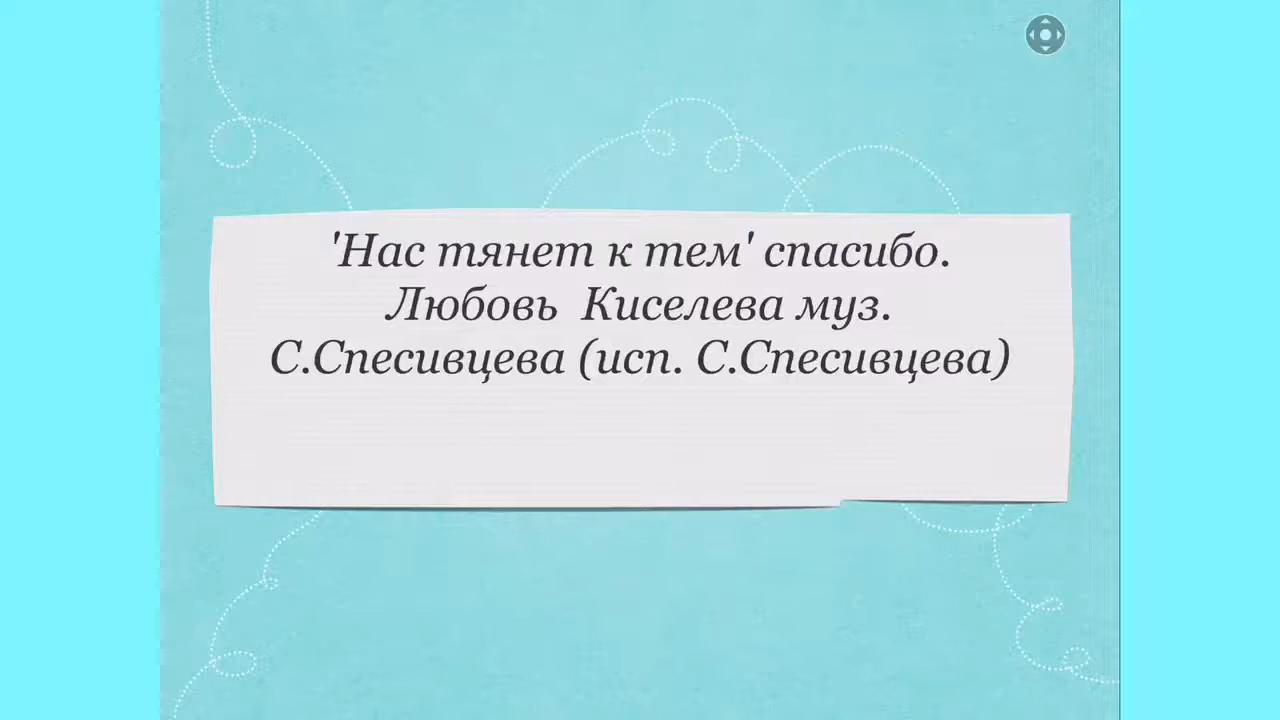 'Нас тянет к тем' спасибо.
Любовь  Киселева муз.
С.Спесивцева (исп. С.Спесивцева)